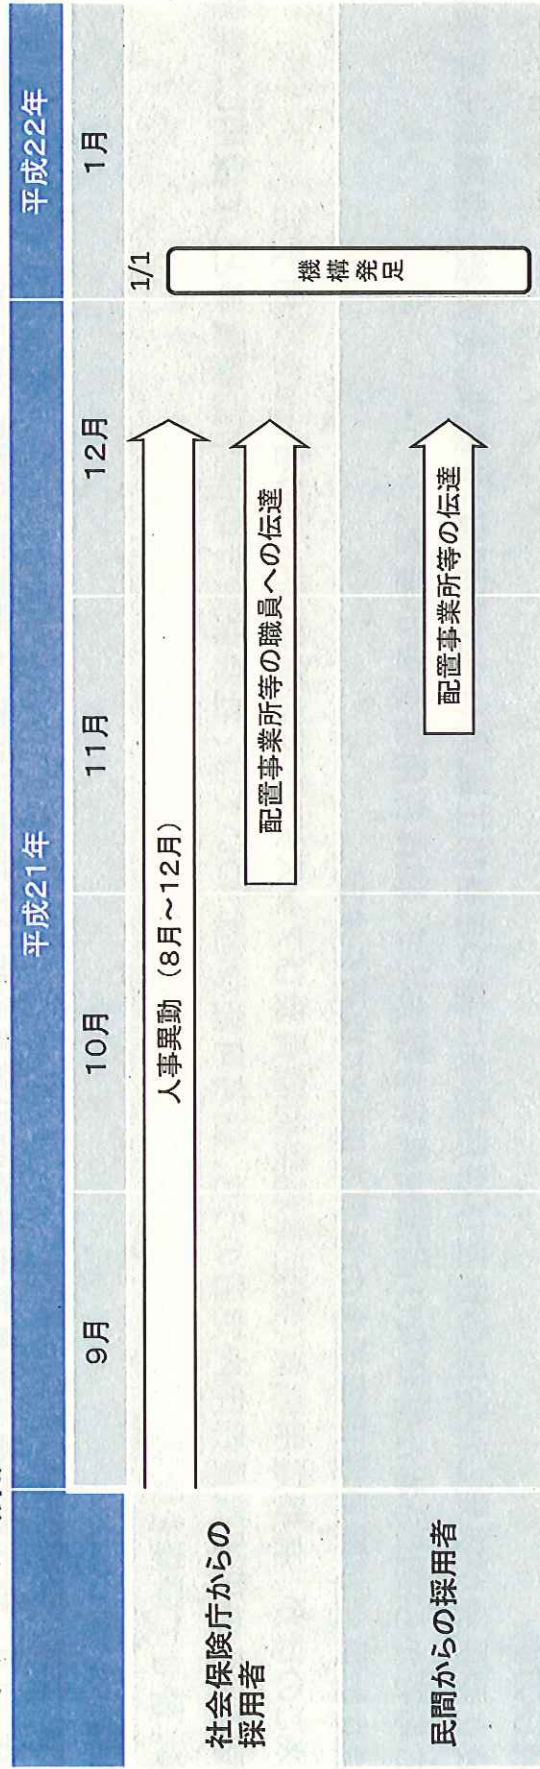 平成21年
平成22年
9月
10月
11月
12月
1月
社会保険庁からの
採用者
人事異動（8月～12月）
配置事業所等の職員への伝達
1/1
機構発足
民間からの採用者
配置事業所等の伝達